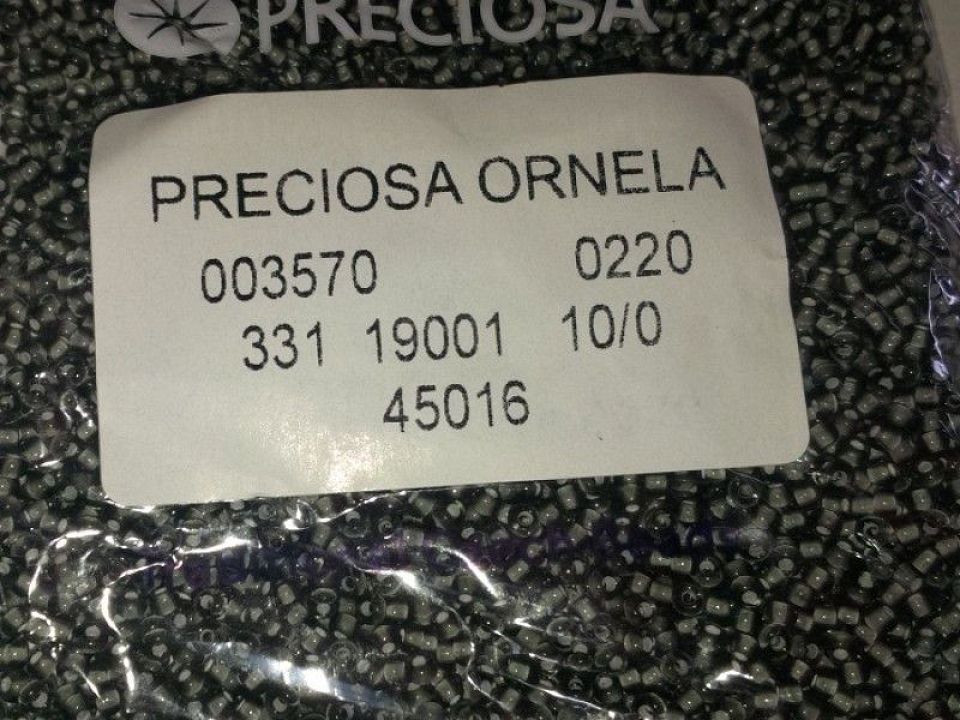 PRECIOSA
PRECIOSA ORNELA
003570 0220
331 19001 10/0
45016